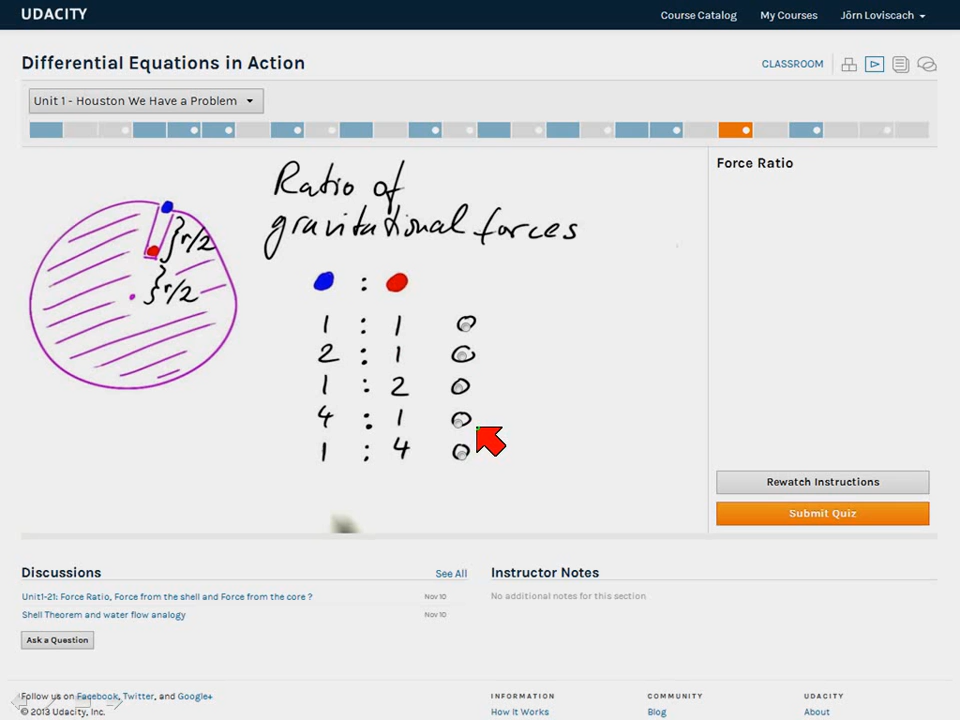 UDACITY
Course Catalog My Courses Jörn Loviscach
Differential Equations in Action
CLASSROOM
Unit 1 - Houston We Have a Problem
Force Ratio
Ratio of
gravitational forces
}r/2
}r/2
:
1 : 1
2 : 1
1 : 2
4 : 1
1 : 4
Rewatch Instructions
Submit Quiz
Discussions See All
Unit1-21: Force Ratio, Force from the shell and Force from the core ? Nov 10
Shell Theorem and water flow analogy Nov 10
Ask a Question
Instructor Notes
No additional notes for this section
Follow us on Facebook, Twitter, and Google+
© 2013 Udacity, Inc.
INFORMATION
How It Works
COMMUNITY
Blog
UDACITY
About